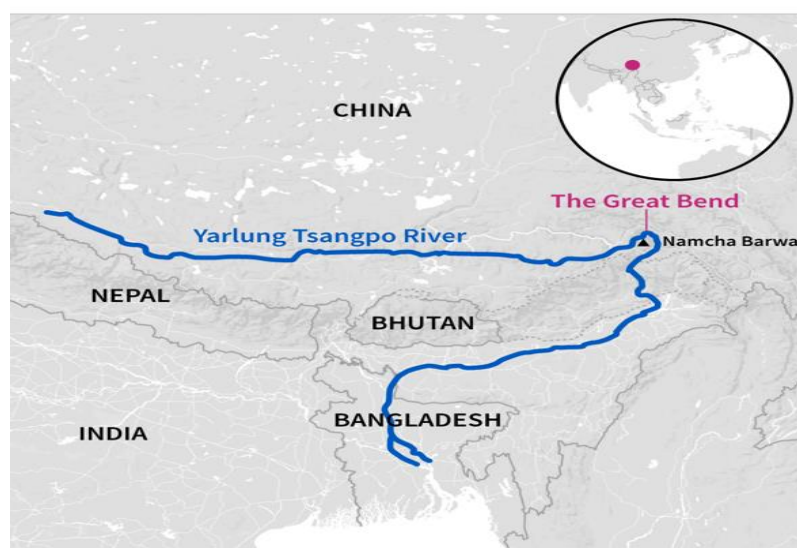 CHINA
The Great Bend
Yarlung Tsangpo River
Namcha Barwa
NEPAL
BHUTAN
BANGLADESH
INDIA